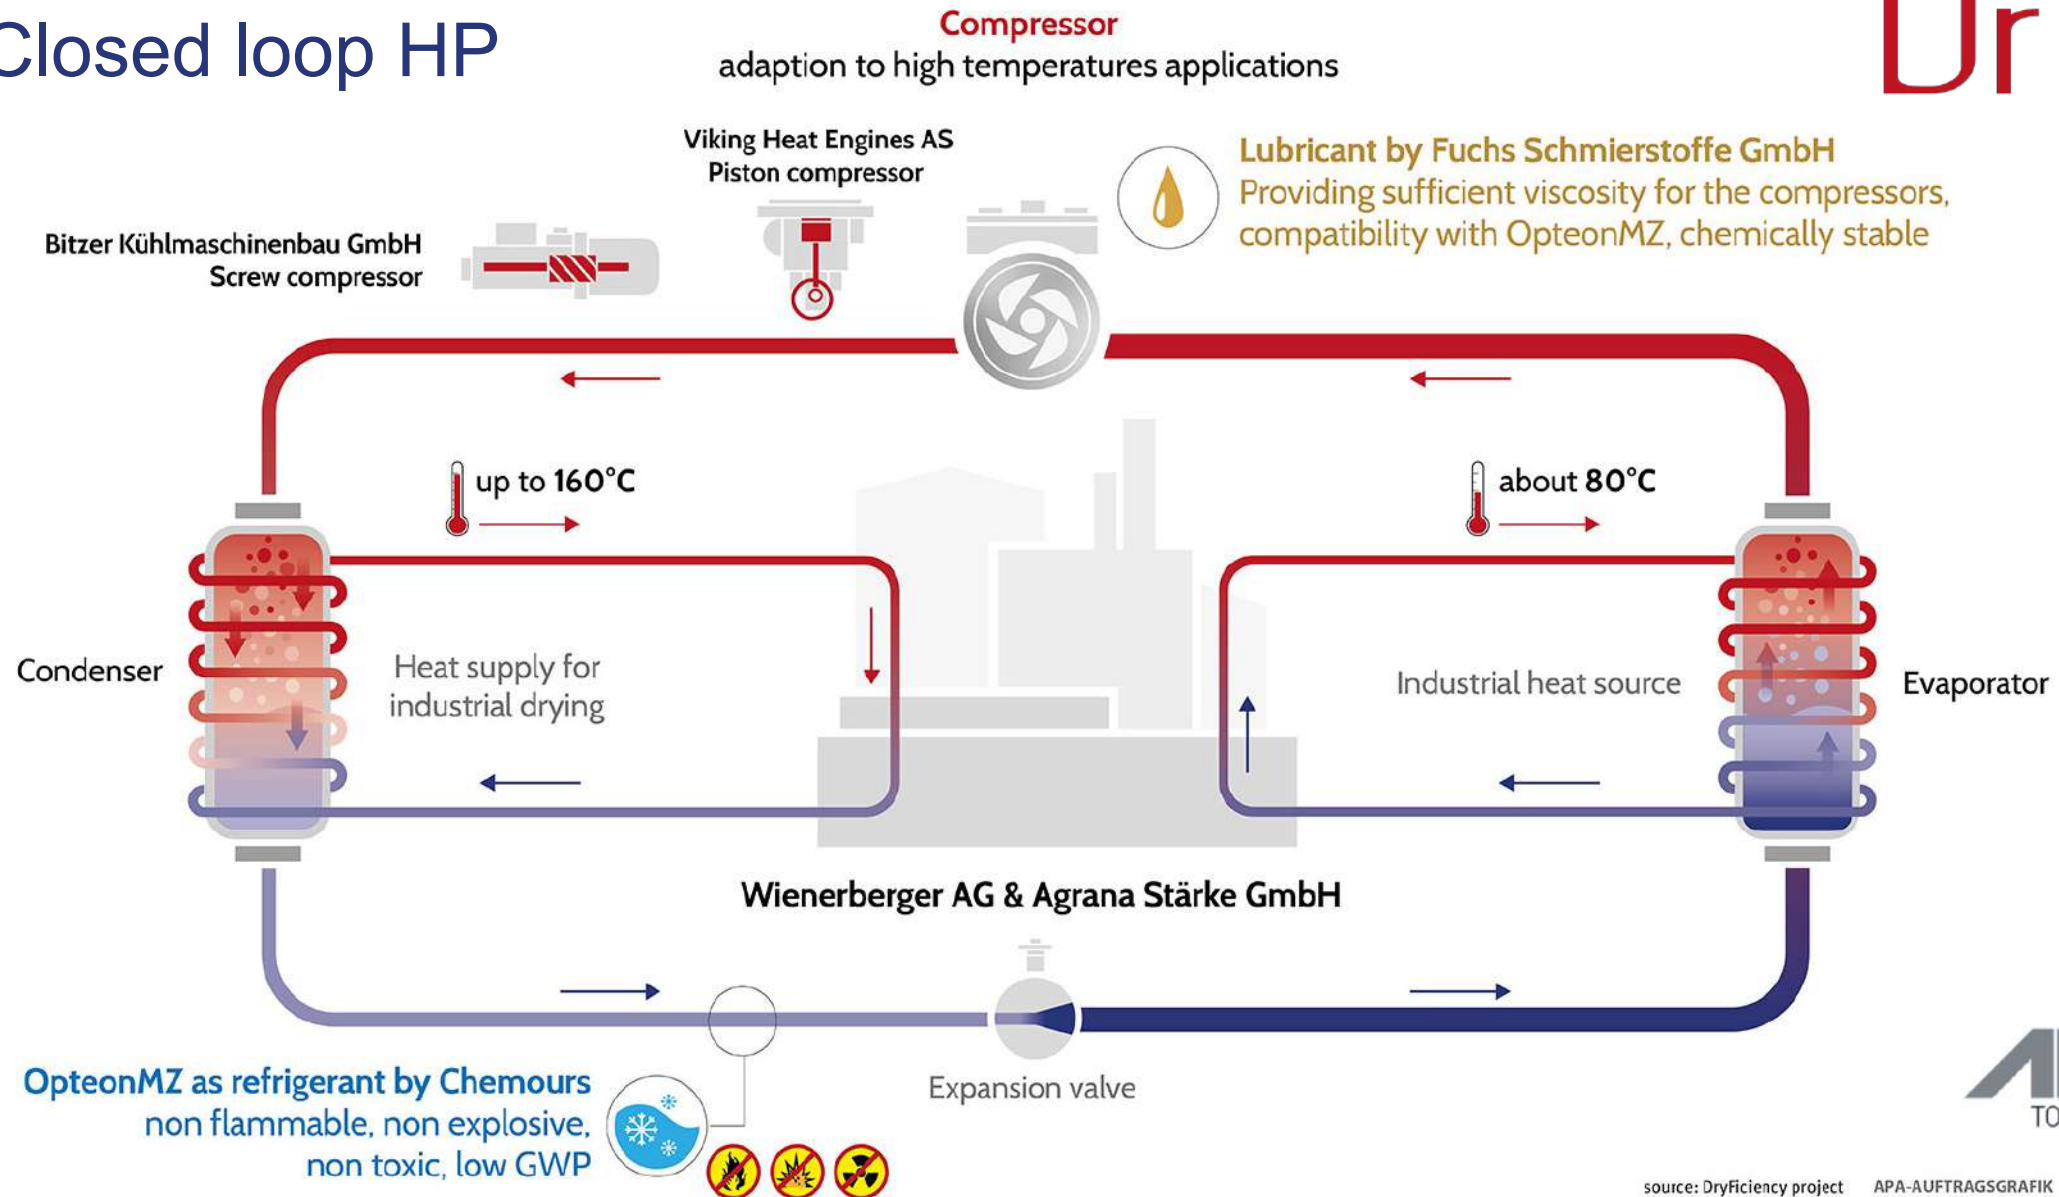 Closed loop HP
Compressor
adaption to high temperatures applications
Viking Heat Engines AS
Piston compressor
Lubricant by Fuchs Schmierstoffe GmbH
Providing sufficient viscosity for the compressors,
compatibility with OpteonMZ, chemically stable
Bitzer Kühlmaschinenbau GmbH
Screw compressor
up to 160°C
about 80°C
Condenser
Heat supply for
industrial drying
Industrial heat source
Evaporator
Wienerberger AG & Agrana Stärke GmbH
OpteonMZ as refrigerant by Chemours
non flammable, non explosive,
non toxic, low GWP
Expansion valve
source: DryFiciency project APA-AUFTRAGSGRAFIK